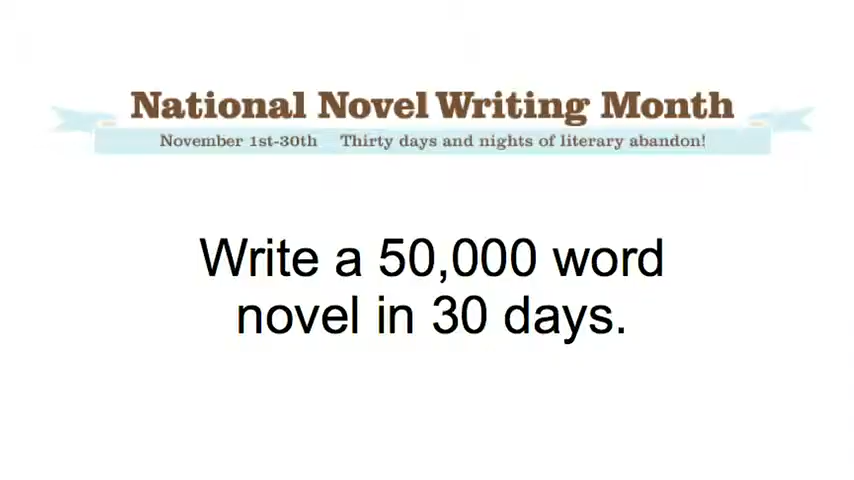 National Novel Writing Month
November 1st-30th Thirty days and nights of literary abandon!
Write a 50,000 word
novel in 30 days.